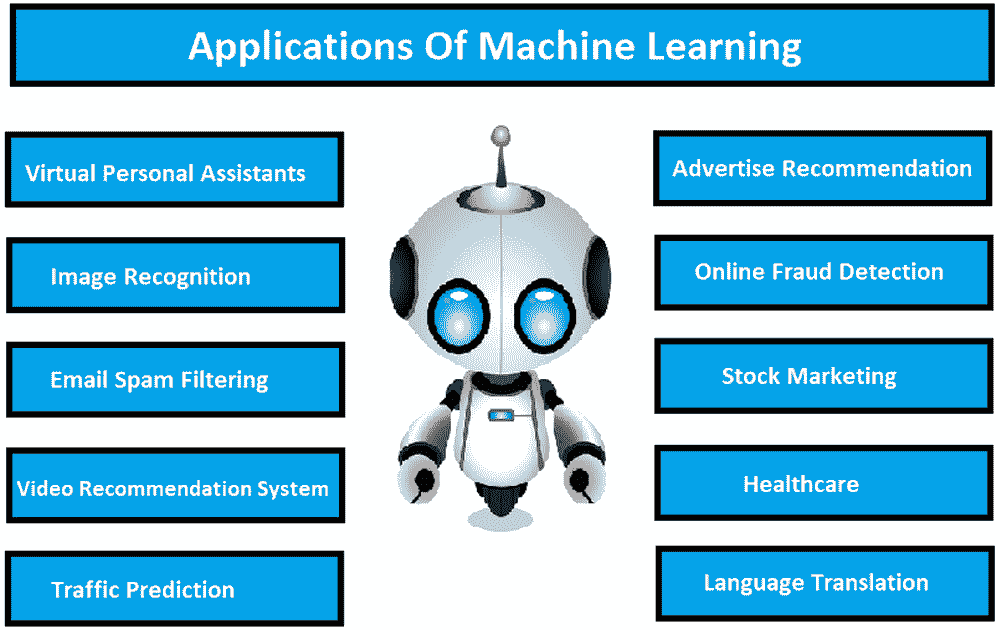 Applications Of Machine Learning
Virtual Personal Assistants
Image Recognition
Email Spam Filtering
Video Recommendation System
Traffic Prediction
Advertise Recommendation
Online Fraud Detection
Stock Marketing
Healthcare
Language Translation